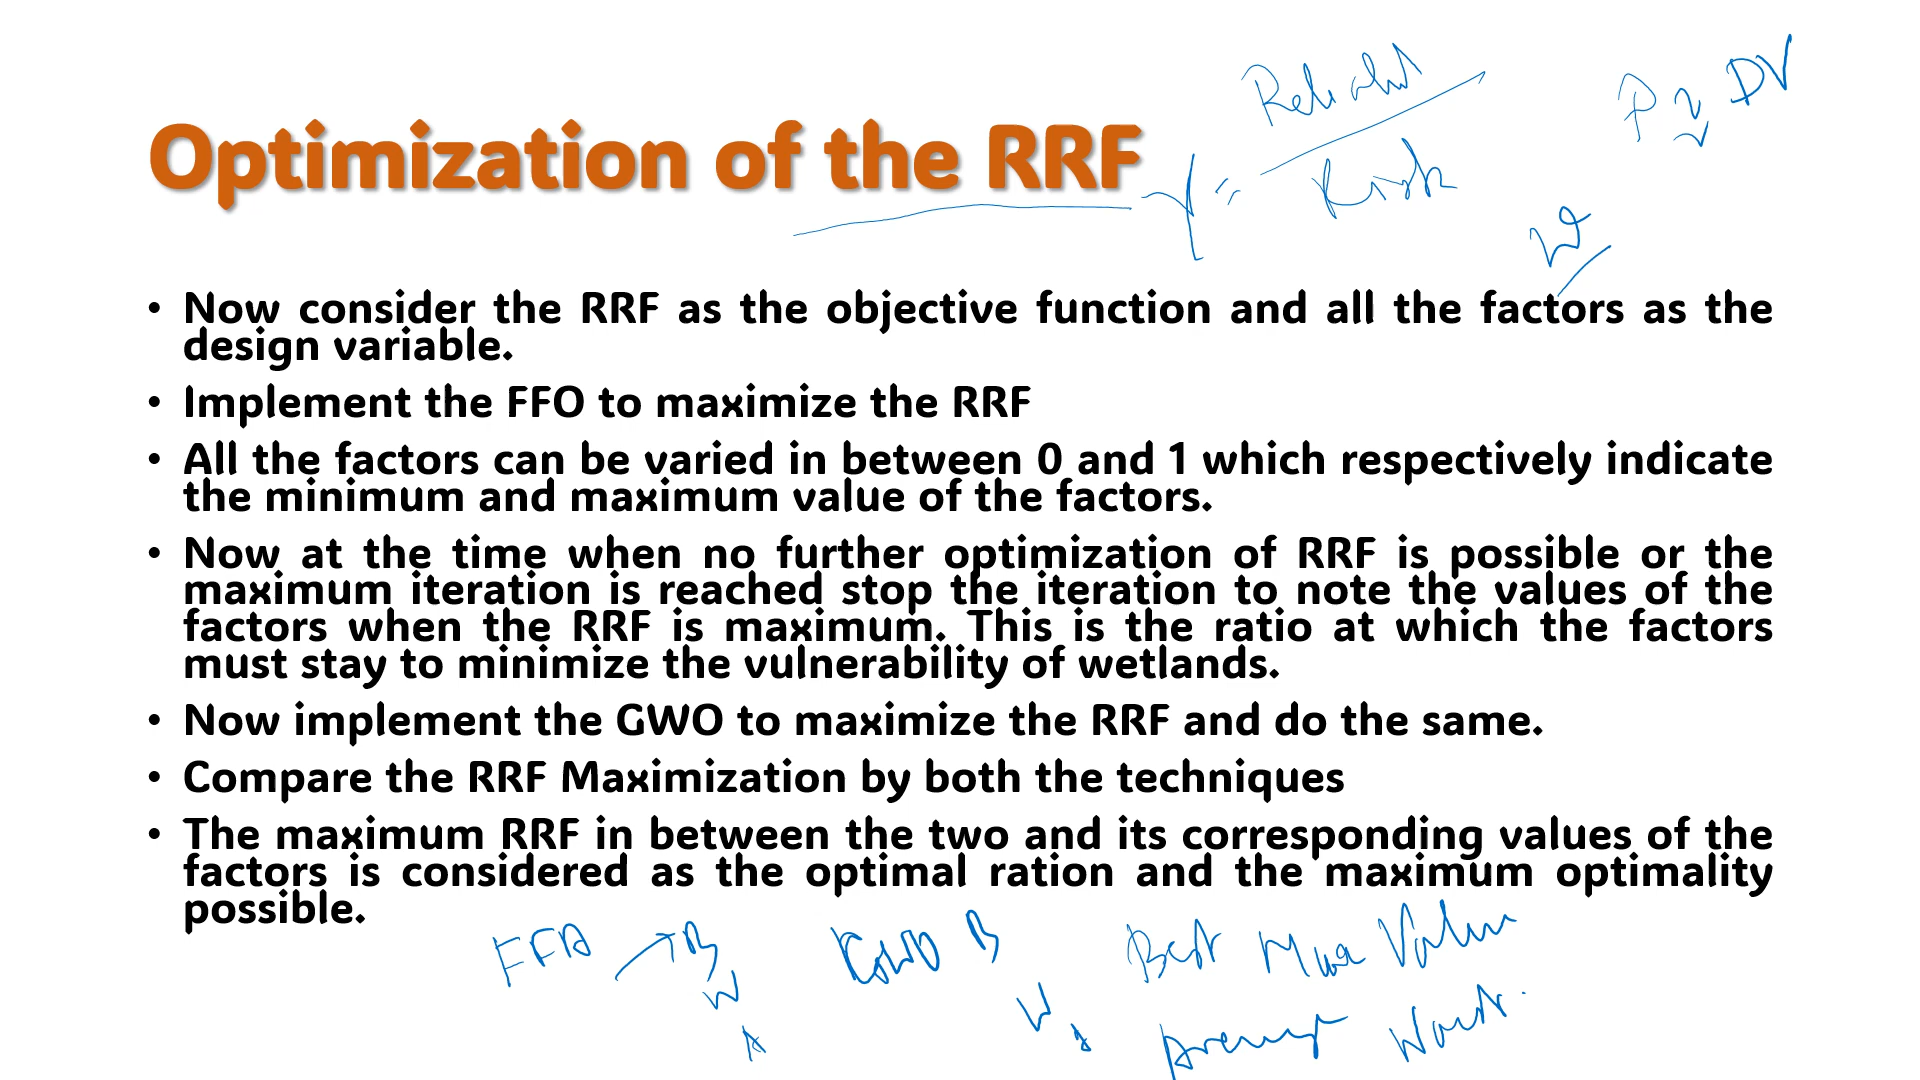 Optimization of the RRF
Y =
Risk
DV
W
• Now consider the RRF as the objective function and all the factors as the
design variable.
• Implement the FFO to maximize the RRF
• All the factors can be varied in between 0 and 1 which respectively indicate
the minimum and maximum value of the factors.
• Now at the time when no further optimization of RRF is possible or the
maximum iteration is reached stop the iteration to note the values of the
factors when the RRF is maximum. This is the ratio at which the factors
must stay to minimize the vulnerability of wetlands.
• Now implement the GWO to maximize the RRF and do the same.
• Compare the RRF Maximization by both the techniques
• The maximum RRF in between the two and its corresponding values of the
factors is considered as the optimal ration and the maximum optimality
possible.
B GWO B Best Max Value
W
W
A
Average Worst